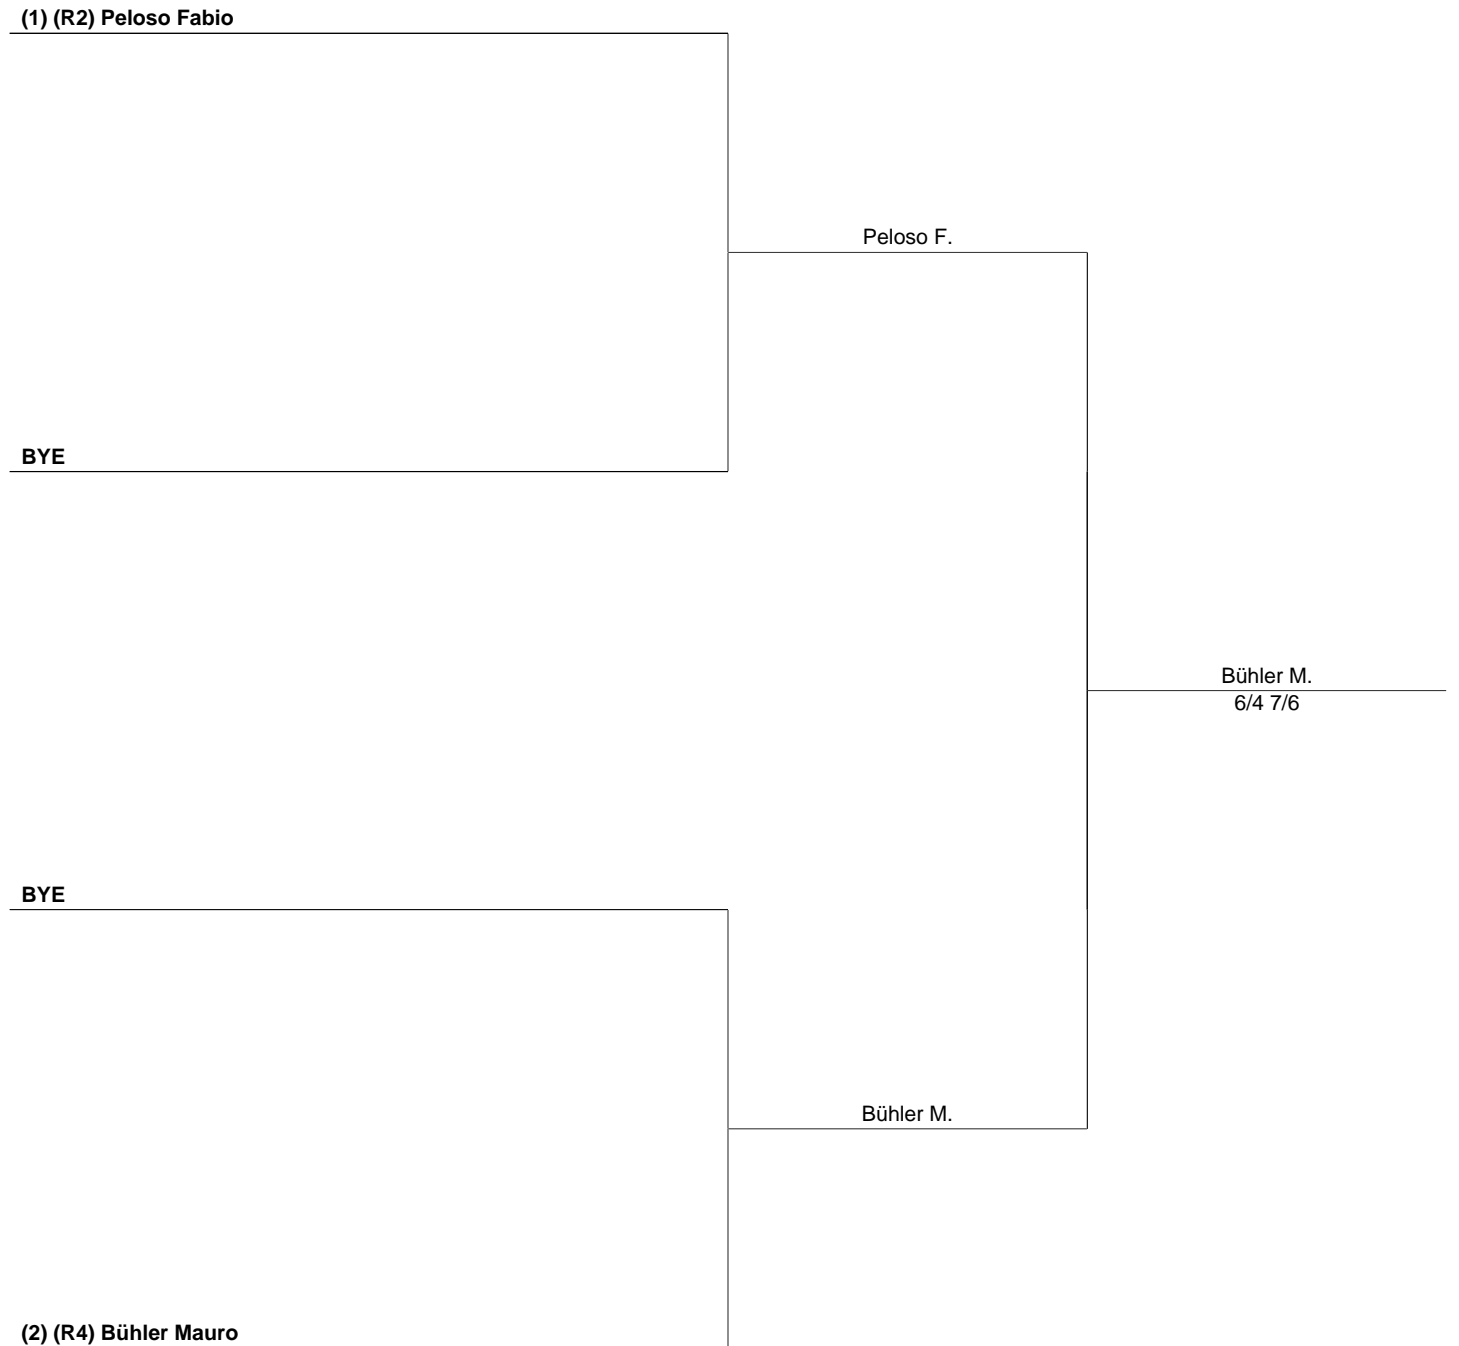 (1) (R2) Peloso Fabio
Peloso F.
BYE
Bühler M.
6/4 7/6
BYE
Bühler M.
(2) (R4) Bühler Mauro